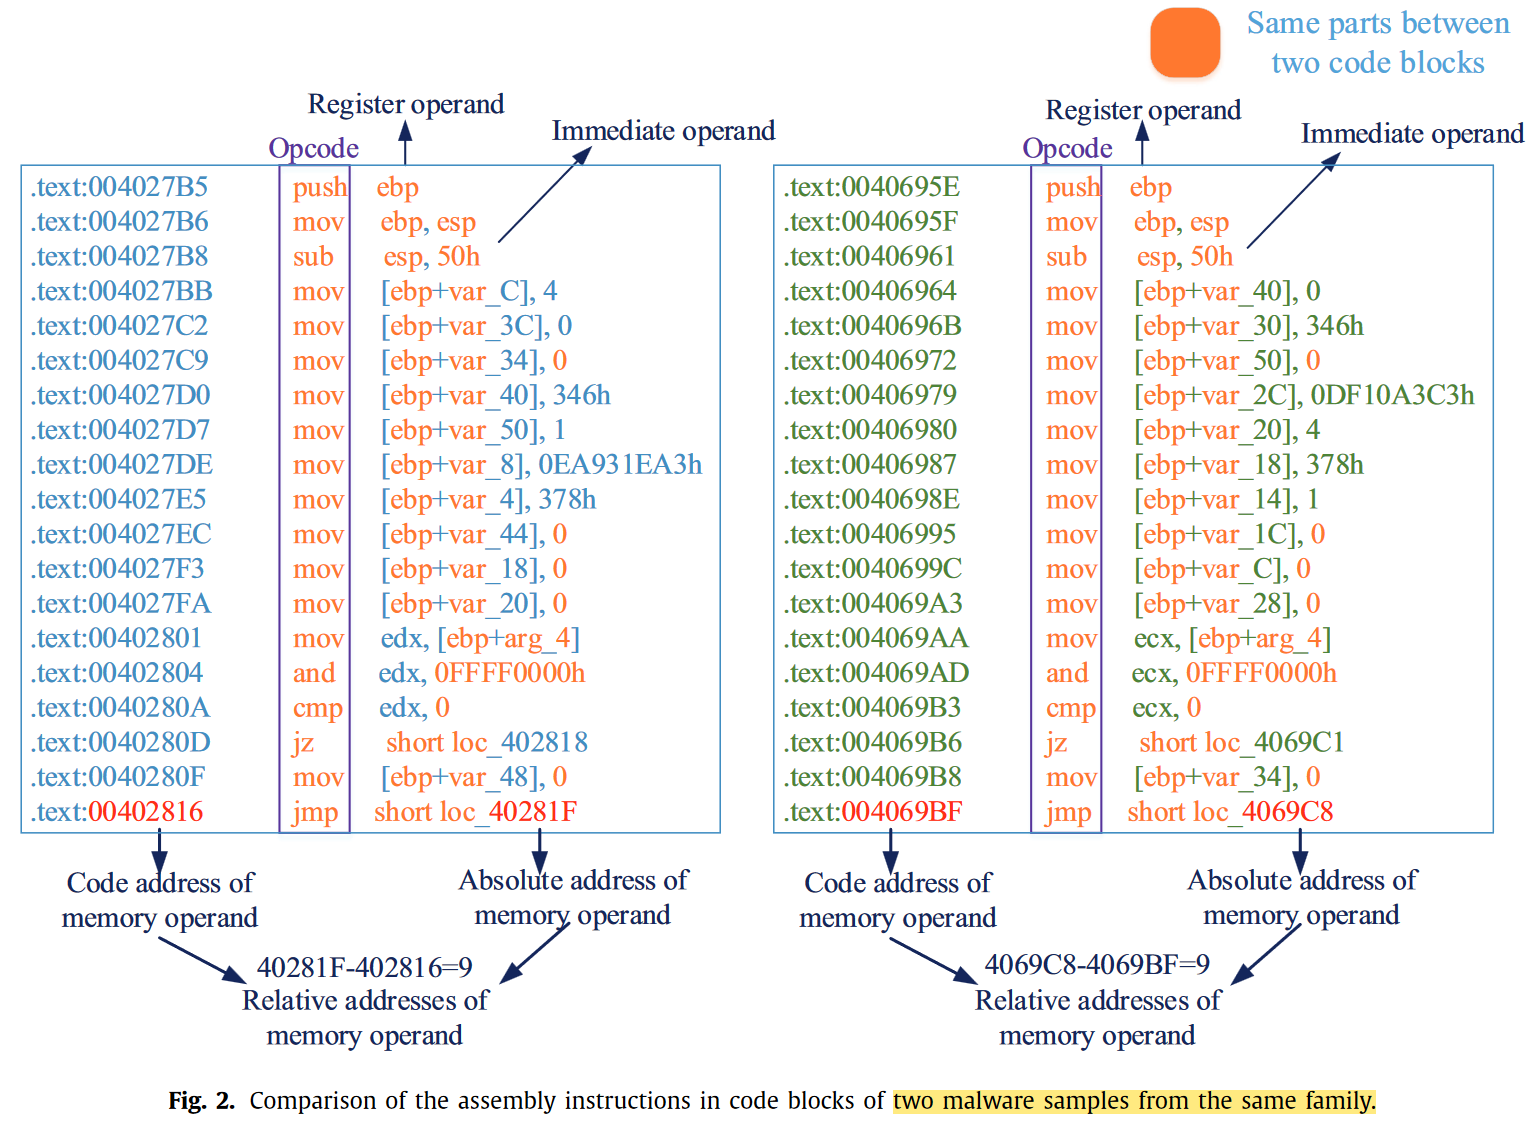 Same parts between
two code blocks
Register operand
Immediate operand
Opcode
.text:004027B5 push ebp
.text:004027B6 mov ebp, esp
.text:004027B8 sub esp, 50h
.text:004027BB mov [ebp+var_C], 4
.text:004027C2 mov [ebp+var_3C], 0
.text:004027C9 mov [ebp+var_34], 0
.text:004027D0 mov [ebp+var_40], 346h
.text:004027D7 mov [ebp+var_50], 1
.text:004027DE mov [ebp+var_8], 0EA931EA3h
.text:004027E5 mov [ebp+var_4], 378h
.text:004027EC mov [ebp+var_44], 0
.text:004027F3 mov [ebp+var_18], 0
.text:004027FA mov [ebp+var_20], 0
.text:00402801 mov edx, [ebp+arg_4]
.text:00402804 and edx, 0FFFF0000h
.text:0040280A cmp edx, 0
.text:0040280D jz short loc_402818
.text:0040280F mov [ebp+var_48], 0
.text:00402816 jmp short loc_40281F
Code address of
memory operand
Absolute address of
memory operand
40281F-402816=9
Relative addresses of
memory operand
Register operand
Immediate operand
Opcode
.text:0040695E push ebp
.text:0040695F mov ebp, esp
.text:00406961 sub esp, 50h
.text:00406964 mov [ebp+var_40], 0
.text:0040696B mov [ebp+var_30], 346h
.text:00406972 mov [ebp+var_50], 0
.text:00406979 mov [ebp+var_2C], 0DF10A3C3h
.text:00406980 mov [ebp+var_20], 4
.text:00406987 mov [ebp+var_18], 378h
.text:0040698E mov [ebp+var_14], 1
.text:00406995 mov [ebp+var_1C], 0
.text:0040699C mov [ebp+var_C], 0
.text:004069A3 mov [ebp+var_28], 0
.text:004069AA mov ecx, [ebp+arg_4]
.text:004069AD and ecx, 0FFFF0000h
.text:004069B3 cmp ecx, 0
.text:004069B6 jz short loc_4069C1
.text:004069B8 mov [ebp+var_34], 0
.text:004069BF jmp short loc_4069C8
Code address of
memory operand
Absolute address of
memory operand
4069C8-4069BF=9
Relative addresses of
memory operand
Fig. 2. Comparison of the assembly instructions in code blocks of two malware samples from the same family.